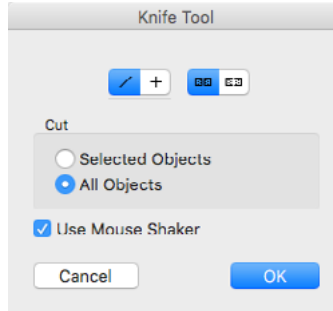 Knife Tool
Cut
Selected Objects
All Objects
Use Mouse Shaker
Cancel
OK